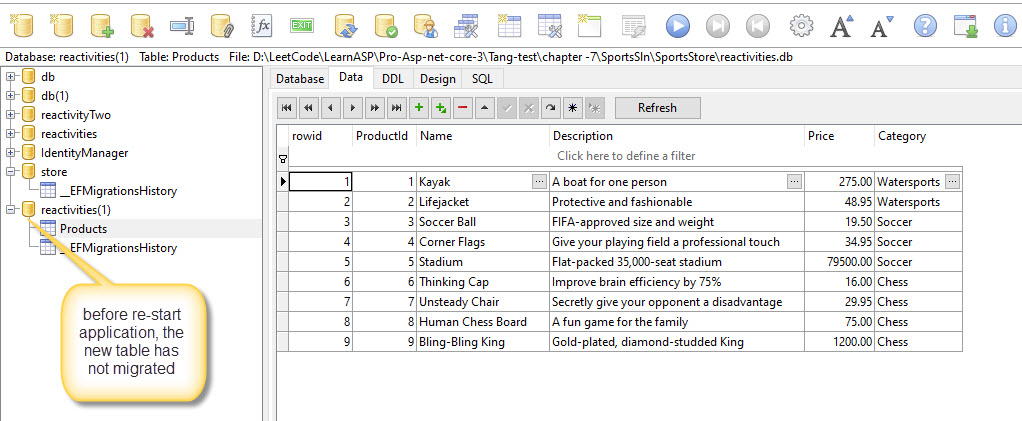 EXIT
fx
A A
Database: reactivities(1) Table: Products File: D:\LeetCode\LearnASP\Pro-Asp-net-core-3\Tang-test\chapter -7\SportsSln\SportsStore\reactivities.db
db
db(1)
reactivityTwo
reactivities
IdentityManager
store
__EFMigrationsHistory
reactivities(1)
Products
__EFMigrationsHistory
before re-start
application, the
new table has
not migrated
Database Data DDL Design SQL
Refresh
rowid ProductId Name Description Price Category
Click here to define a filter
1 1 Kayak ... A boat for one person ... 275.00 Watersports ...
2 2 Lifejacket Protective and fashionable 48.95 Watersports
3 3 Soccer Ball FIFA-approved size and weight 19.50 Soccer
4 4 Corner Flags Give your playing field a professional touch 34.95 Soccer
5 5 Stadium Flat-packed 35,000-seat stadium 79500.00 Soccer
6 6 Thinking Cap Improve brain efficiency by 75% 16.00 Chess
7 7 Unsteady Chair Secretly give your opponent a disadvantage 29.95 Chess
8 8 Human Chess Board A fun game for the family 75.00 Chess
9 9 Bling-Bling King Gold-plated, diamond-studded King 1200.00 Chess